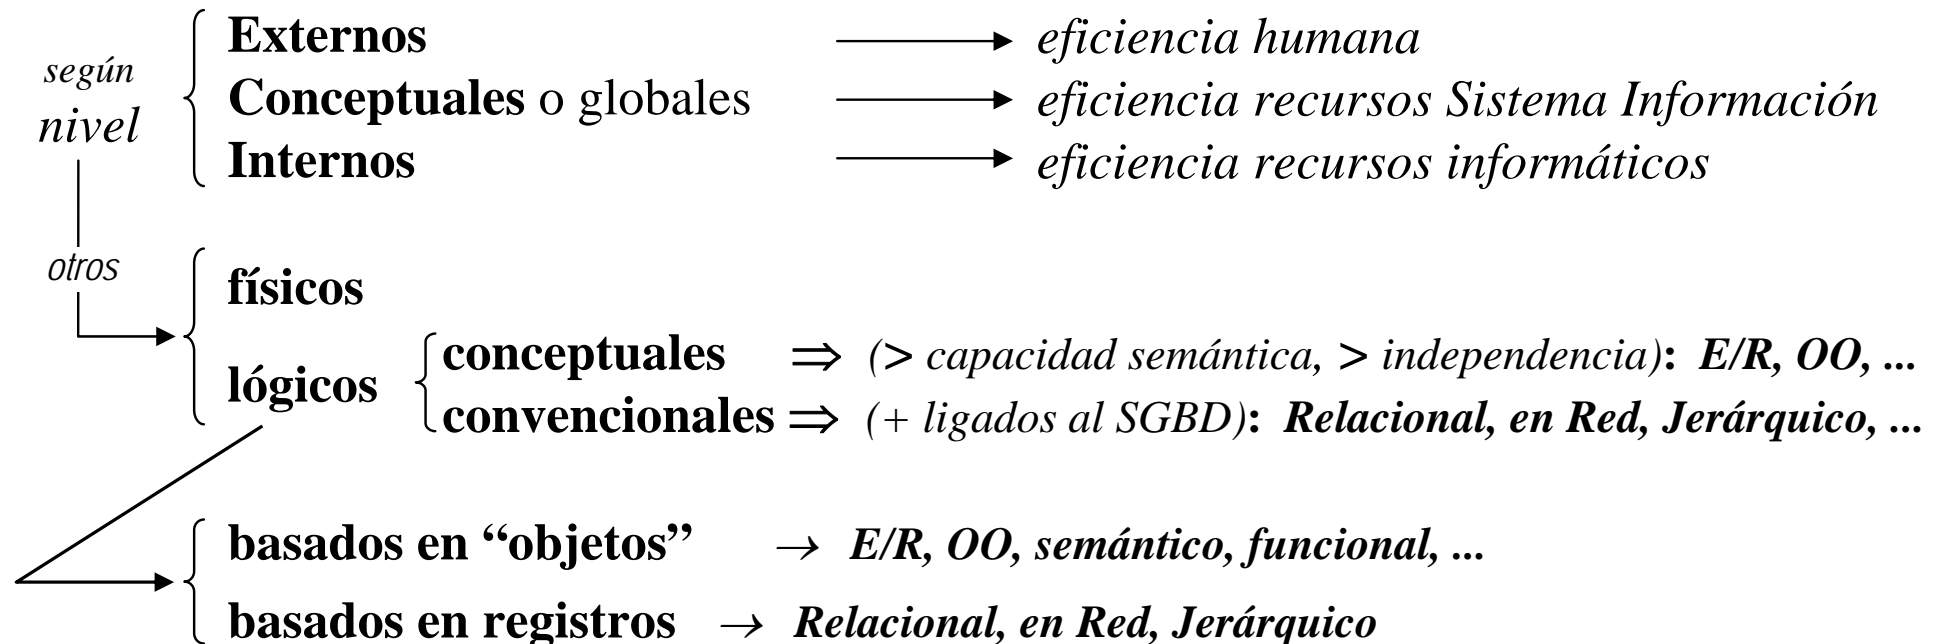 según
nivel
Externos → eficiencia humana
Conceptuales o globales → eficiencia recursos Sistema Información
Internos → eficiencia recursos informáticos
otros
físicos
lógicos
conceptuales ⇒ (> capacidad semántica, > independencia): E/R, OO, ...
convencionales ⇒ (+ ligados al SGBD): Relacional, en Red, Jerárquico, ...
basados en “objetos” → E/R, OO, semántico, funcional, ...
basados en registros → Relacional, en Red, Jerárquico